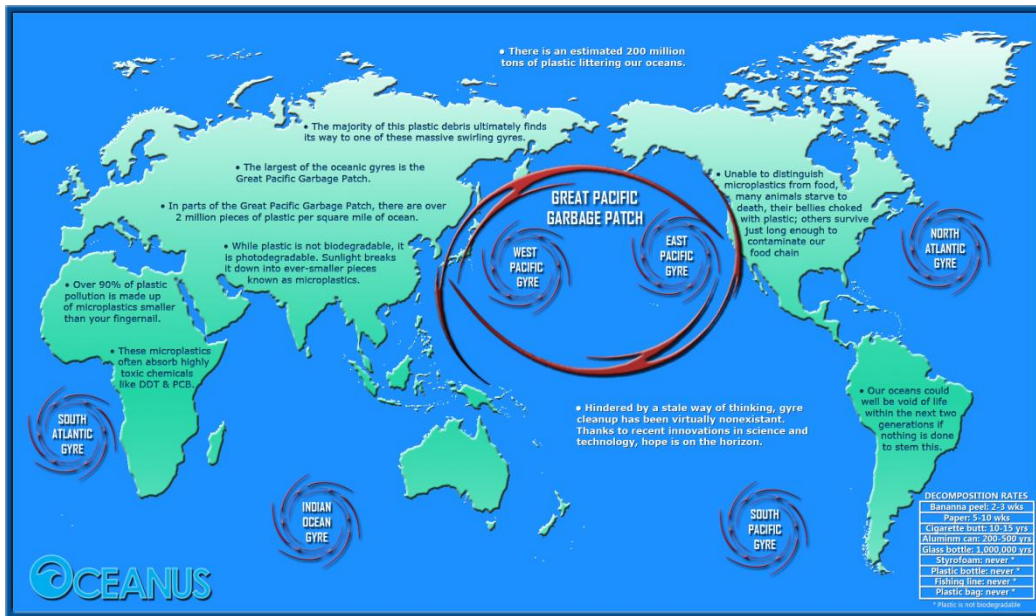 • There is an estimated 200 million
tons of plastic littering our oceans.
• The majority of this plastic debris ultimately finds
its way to one of these massive swirling gyres.
• The largest of the oceanic gyres is the
Great Pacific Garbage Patch.
• In parts of the Great Pacific Garbage Patch, there are over
2 million pieces of plastic per square mile of ocean.
• While plastic is not biodegradable, it
is photodegradable. Sunlight breaks
it down into ever-smaller pieces
known as microplastics.
• Over 90% of plastic
pollution is made up
of microplastics smaller
than your fingernail.
• These microplastics
often absorb highly
toxic chemicals
like DDT & PCB.
GREAT PACIFIC
GARBAGE PATCH
WEST
PACIFIC
GYRE
EAST
PACIFIC
GYRE
• Unable to distinguish
microplastics from food,
many animals starve to
death, their bellies choked
with plastic; others survive
just long enough to
contaminate our
food chain
NORTH
ATLANTIC
GYRE
SOUTH
ATLANTIC
GYRE
INDIAN
OCEAN
GYRE
• Hindered by a stale way of thinking, gyre
cleanup has been virtually nonexistant.
Thanks to recent innovations in science and
technology, hope is on the horizon.
SOUTH
PACIFIC
GYRE
• Our oceans could
well be void of life
within the next two
generations if
nothing is done
to stem this.
DECOMPOSITION RATES
Bananna peel: 2-3 wks
Paper: 5-10 wks
Cigarette butt: 10-15 yrs
Aluminm can: 200-500 yrs
Glass bottle: 1,000,000 yrs
Styrofoam: never *
Plastic bottle: never *
Fishing line: never *
Plastic bag: never *
* Plastic is not biodegradable
OCEANUS